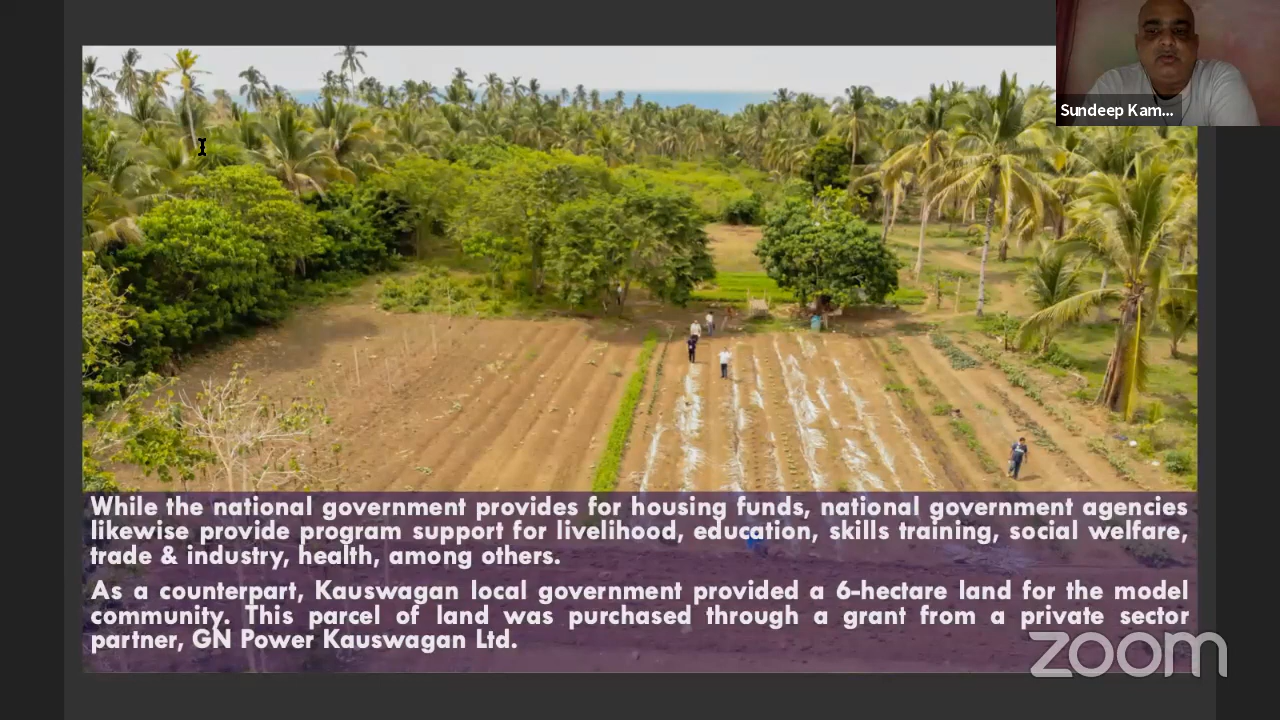 Sundeep Kam...
While the national government provides for housing funds, national government agencies
likewise provide program support for livelihood, education, skills training, social welfare,
trade & industry, health, among others.
As a counterpart, Kauswagan local government provided a 6-hectare land for the model
community. This parcel of land was purchased through a grant from a private sector
partner, GN Power Kauswagan Ltd.
zoom